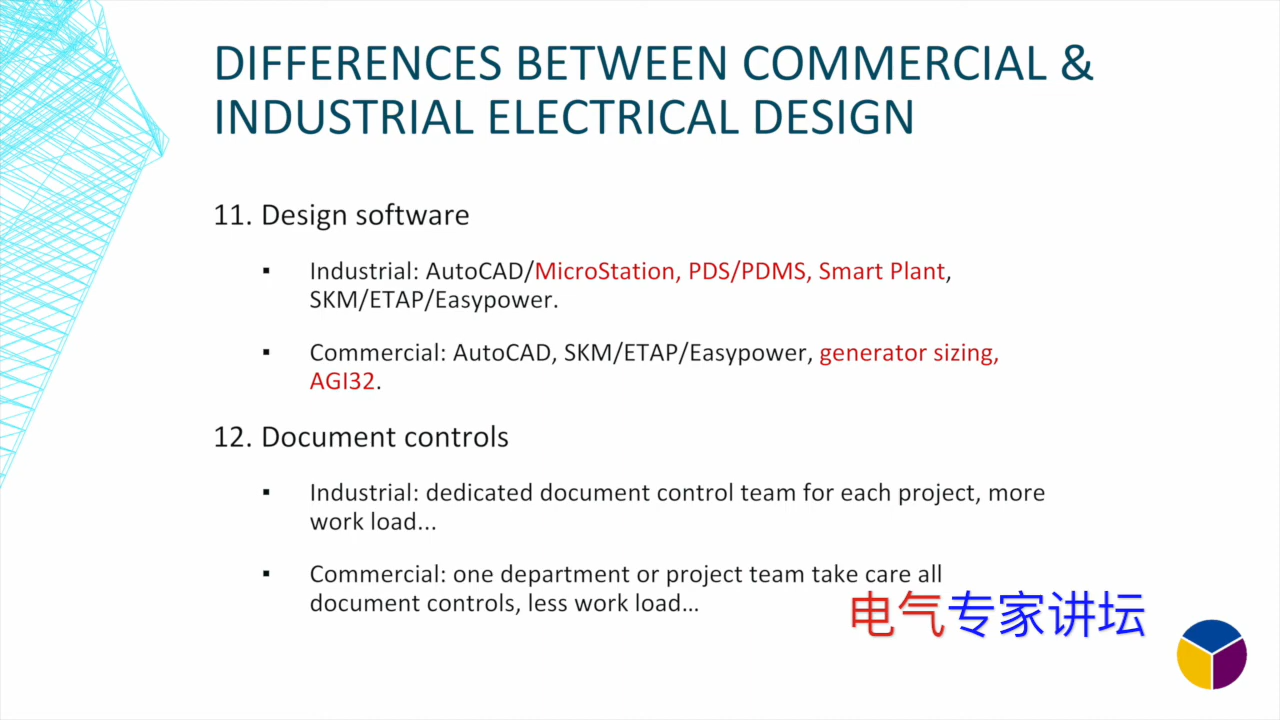 DIFFERENCES BETWEEN COMMERCIAL &
INDUSTRIAL ELECTRICAL DESIGN
11. Design software
▪ Industrial: AutoCAD/MicroStation, PDS/PDMS, Smart Plant,
SKM/ETAP/Easypower.
▪ Commercial: AutoCAD, SKM/ETAP/Easypower, generator sizing,
AGI32.
12. Document controls
▪ Industrial: dedicated document control team for each project, more
work load...
▪ Commercial: one department or project team take care all
document controls, less work load...
电气专家讲坛